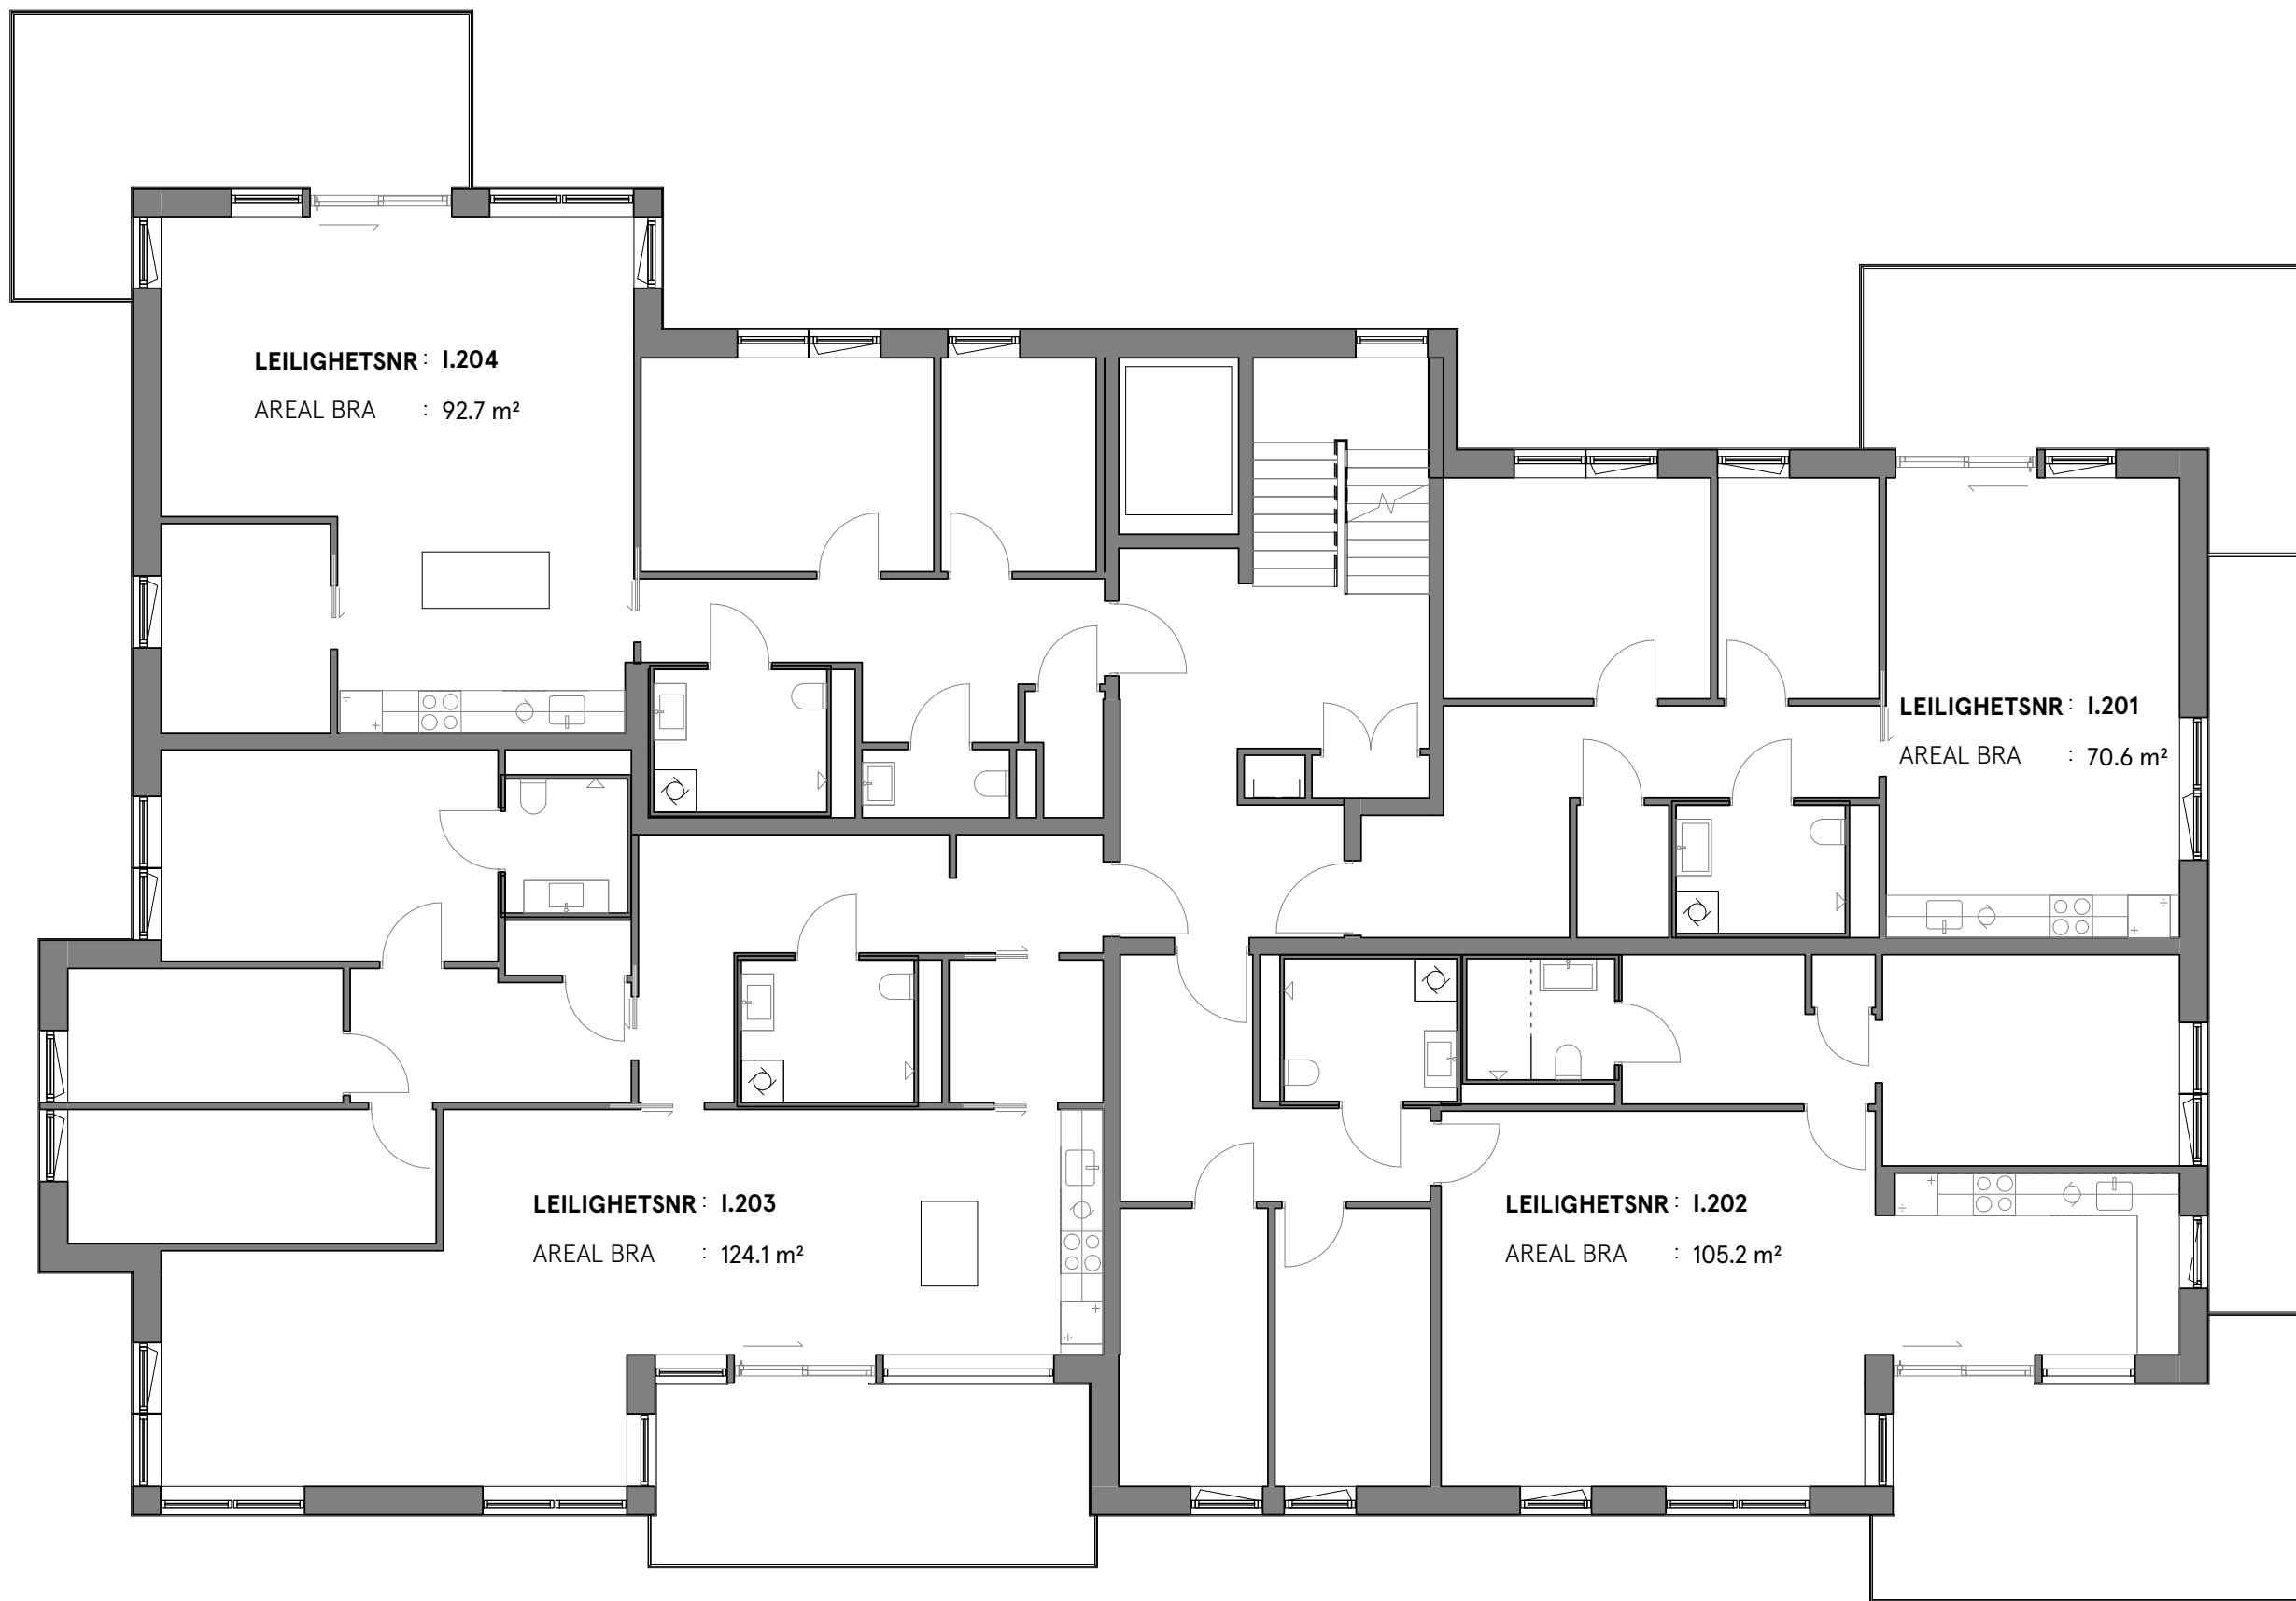 LEILIGHETSNR : I.204
AREAL BRA : 92.7 m²
LEILIGHETSNR : I.201
AREAL BRA : 70.6 m²
LEILIGHETSNR : I.203
AREAL BRA : 124.1 m²
LEILIGHETSNR : I.202
AREAL BRA : 105.2 m²